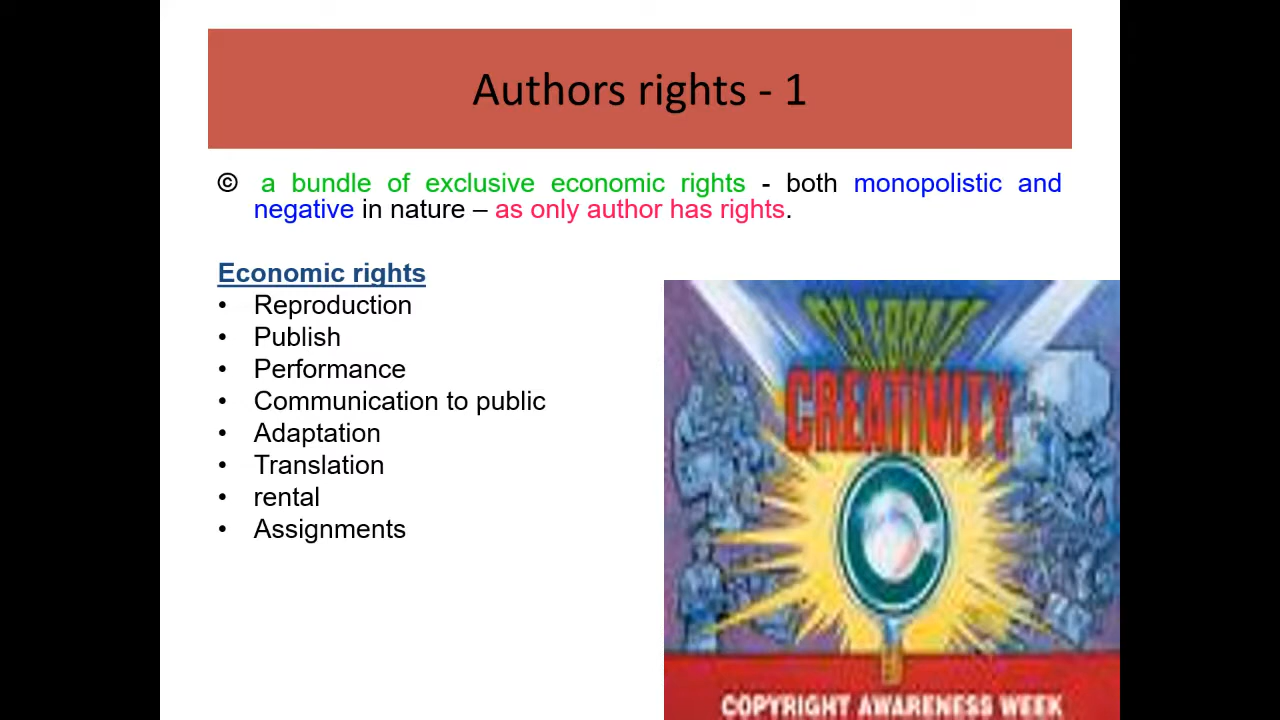 Authors rights - 1
© a bundle of exclusive economic rights - both monopolistic and
negative in nature – as only author has rights.
Economic rights
• Reproduction
• Publish
• Performance
• Communication to public
• Adaptation
• Translation
• rental
• Assignments
CELEBRATE
CREATIVITY
C
COPYRIGHT AWARENESS WEEK